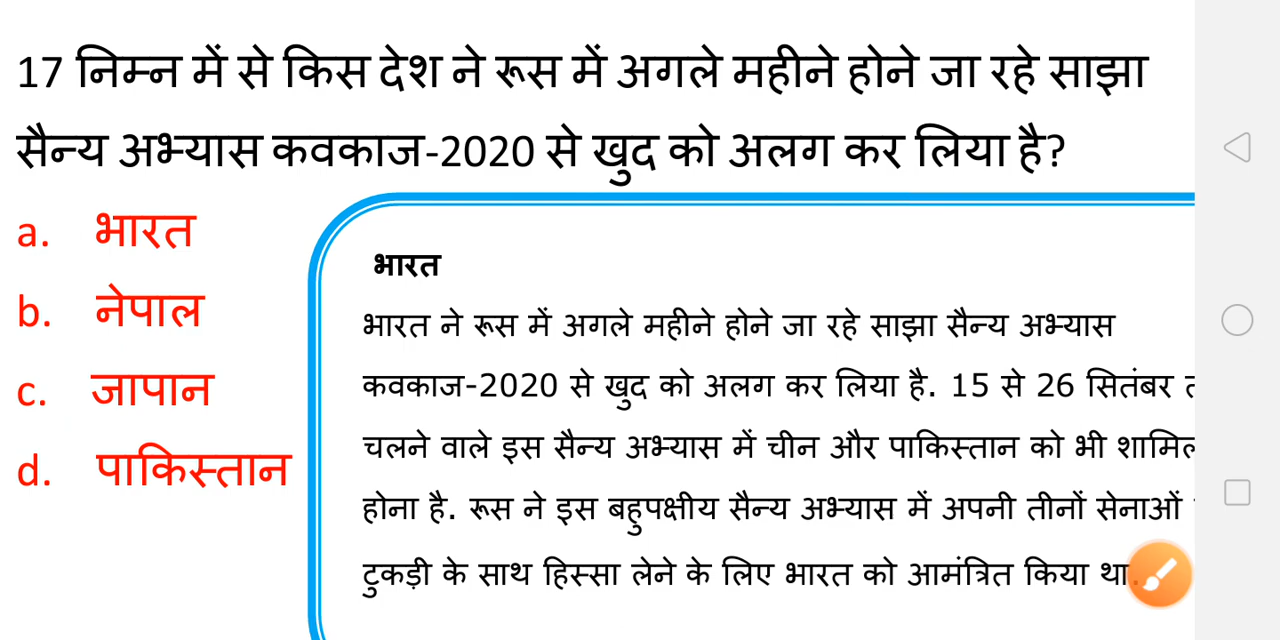 17 निम्न में से किस देश ने रूस में अगले महीने होने जा रहे साझा
सैन्य अभ्यास कवकाज-2020 से खुद को अलग कर लिया है?
a. भारत
b. नेपाल
c. जापान
d. पाकिस्तान
भारत
भारत ने रूस में अगले महीने होने जा रहे साझा सैन्य अभ्यास
कवकाज-2020 से खुद को अलग कर लिया है. 15 से 26 सितंबर
चलने वाले इस सैन्य अभ्यास में चीन और पाकिस्तान को भी
होना है. रूस ने इस बहुपक्षीय सैन्य अभ्यास में अपनी तीनों सेनाओं
टुकड़ी के साथ हिस्सा लेने के लिए भारत को आमंत्रित किया था.